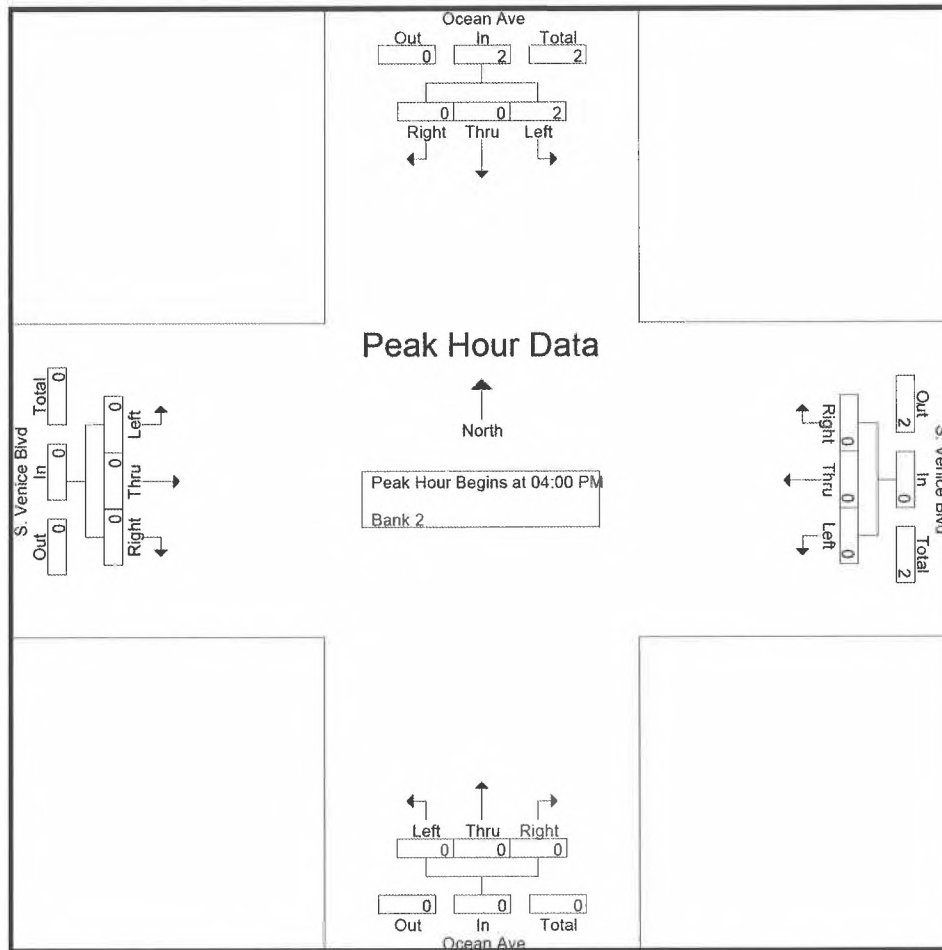 Ocean Ave
Out In Total
0 2 2
0 0 2
Right Thru Left
Peak Hour Data
North
Peak Hour Begins at 04:00 PM
Bank 2
S. Venice Blvd
Total In Out
0 0 0
0 0 0
Left Thru Right
Right Thru Left
0 0 0
2 0 2
Out In Total
S. Venice Blvd
Left Thru Right
0 0 0
0 0 0
Out In Total
Ocean Ave